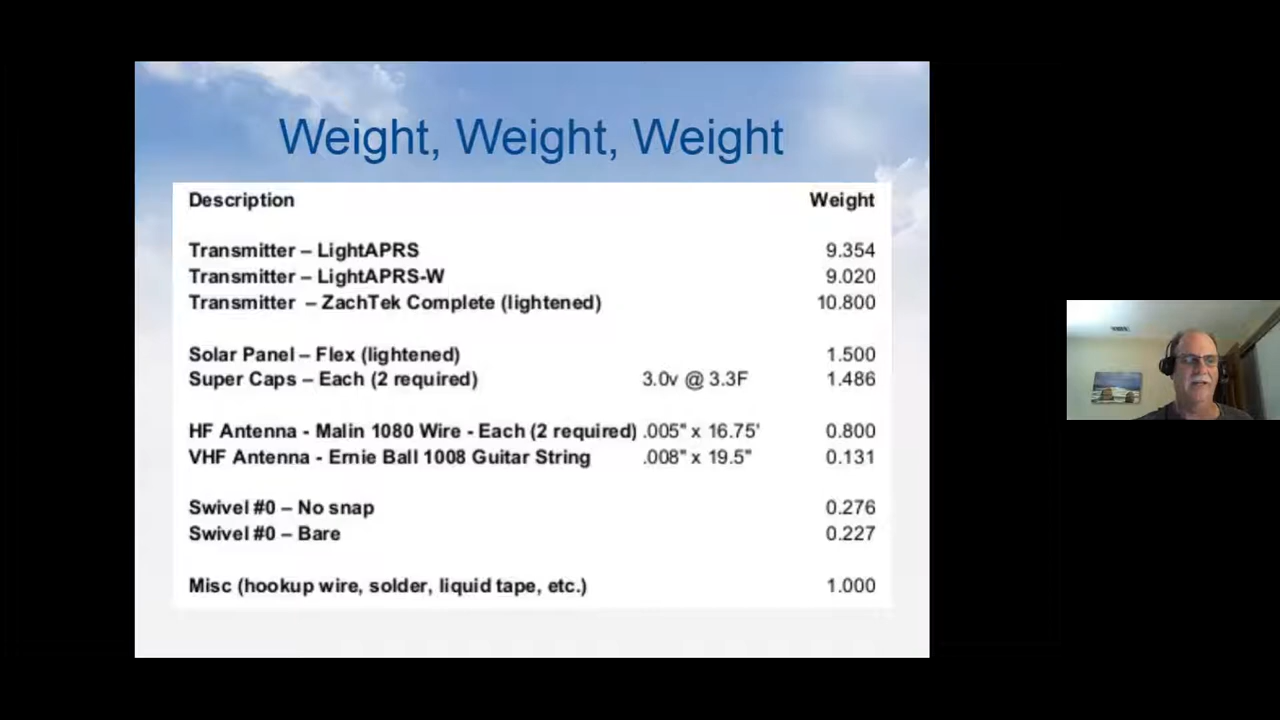 Weight, Weight, Weight
Description Weight
Transmitter – LightAPRS 9.354
Transmitter – LightAPRS-W 9.020
Transmitter – ZachTek Complete (lightened) 10.800
Solar Panel – Flex (lightened) 1.500
Super Caps – Each (2 required) 3.0v @ 3.3F 1.486
HF Antenna - Malin 1080 Wire - Each (2 required) .005" x 16.75' 0.800
VHF Antenna - Ernie Ball 1008 Guitar String .008" x 19.5" 0.131
Swivel #0 – No snap 0.276
Swivel #0 – Bare 0.227
Misc (hookup wire, solder, liquid tape, etc.) 1.000